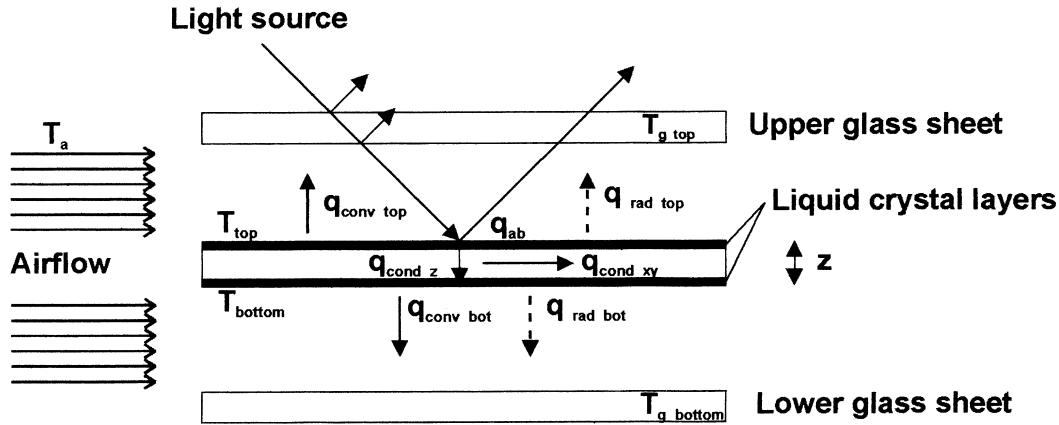 Light source
T_g top
Upper glass sheet
T_a
q_conv top
q_rad top
Liquid crystal layers
T_top
q_ab
Airflow
q_cond z
q_cond xy
z
T_bottom
q_conv bot
q_rad bot
T_g bottom
Lower glass sheet